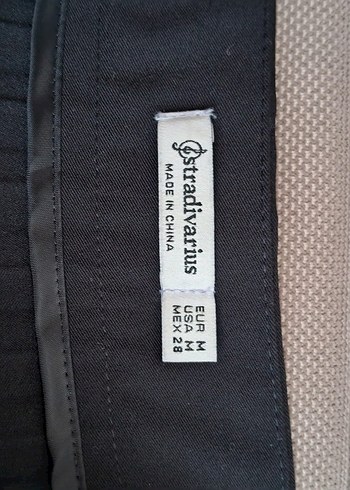 Stradivarius
MADE IN CHINA
EUR M
USA M
MEX 28